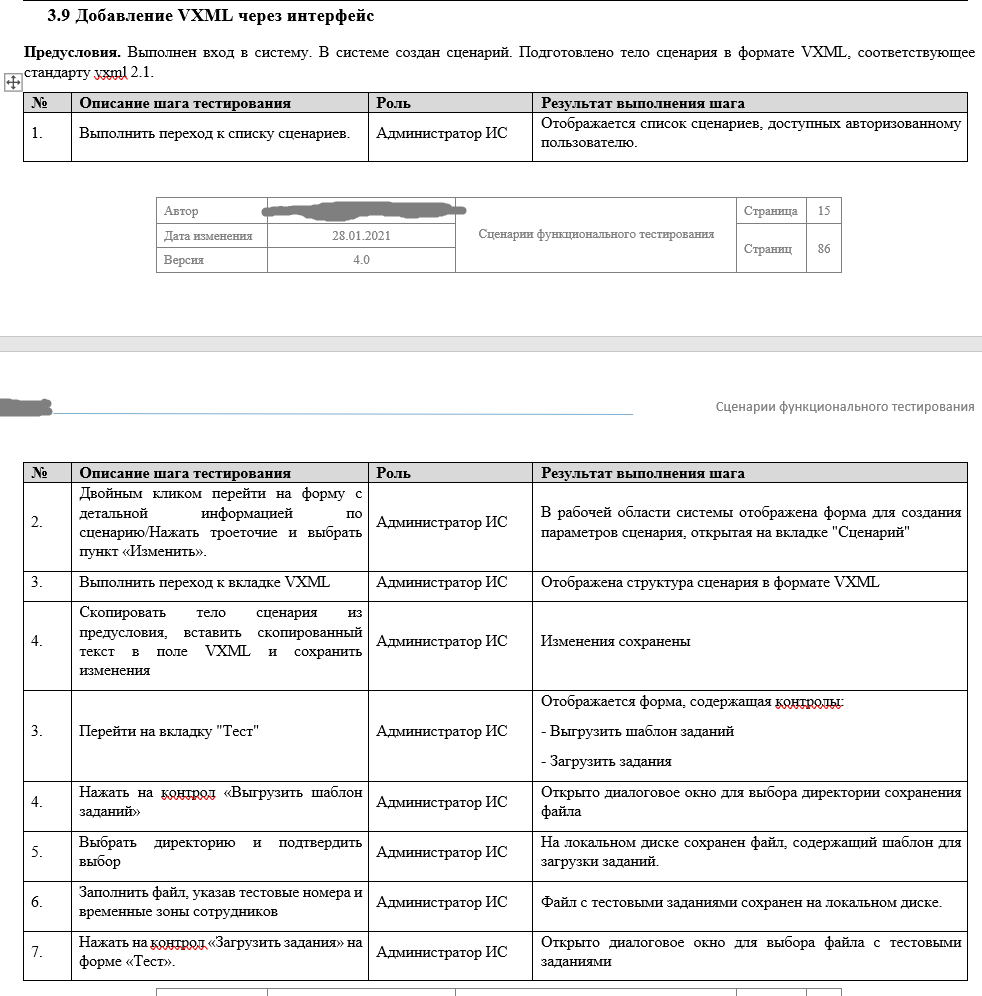 3.9 Добавление VXML через интерфейс
Предусловия. Выполнен вход в систему. В системе создан сценарий. Подготовлено тело сценария в формате VXML, соответствующее
стандарту vxml 2.1.
№ Описание шага тестирования Роль Результат выполнения шага
1. Выполнить переход к списку сценариев. Администратор ИС Отображается список сценариев, доступных авторизованному
пользователю.
Автор
Дата изменения 28.01.2021
Версия 4.0
Сценарии функционального тестирования
Страница 15
Страниц 86
Сценарии функционального тестирования
№ Описание шага тестирования Роль Результат выполнения шага
2. Двойным кликом перейти на форму с
детальной информацией по
сценарию/Нажать троеточие и выбрать
пункт «Изменить».
Администратор ИС
В рабочей области системы отображена форма для создания
параметров сценария, открытая на вкладке "Сценарий"
3. Выполнить переход к вкладке VXML Администратор ИС Отображена структура сценария в формате VXML
4. Скопировать тело сценария из
предусловия, вставить скопированный
текст в поле VXML и сохранить
изменения
Администратор ИС
Изменения сохранены
3. Перейти на вкладку "Тест" Администратор ИС
Отображается форма, содержащая контролы:
- Выгрузить шаблон заданий
- Загрузить задания
4. Нажать на контрол «Выгрузить шаблон
заданий»
Администратор ИС
Открыто диалоговое окно для выбора директории сохранения
файла
5. Выбрать директорию и подтвердить
выбор
Администратор ИС
На локальном диске сохранен файл, содержащий шаблон для
загрузки заданий.
6. Заполнить файл, указав тестовые номера и
временные зоны сотрудников
Администратор ИС
Файл с тестовыми заданиями сохранен на локальном диске.
7. Нажать на контрол «Загрузить задания» на
форме «Тест».
Администратор ИС
Открыто диалоговое окно для выбора файла с тестовыми
заданиями